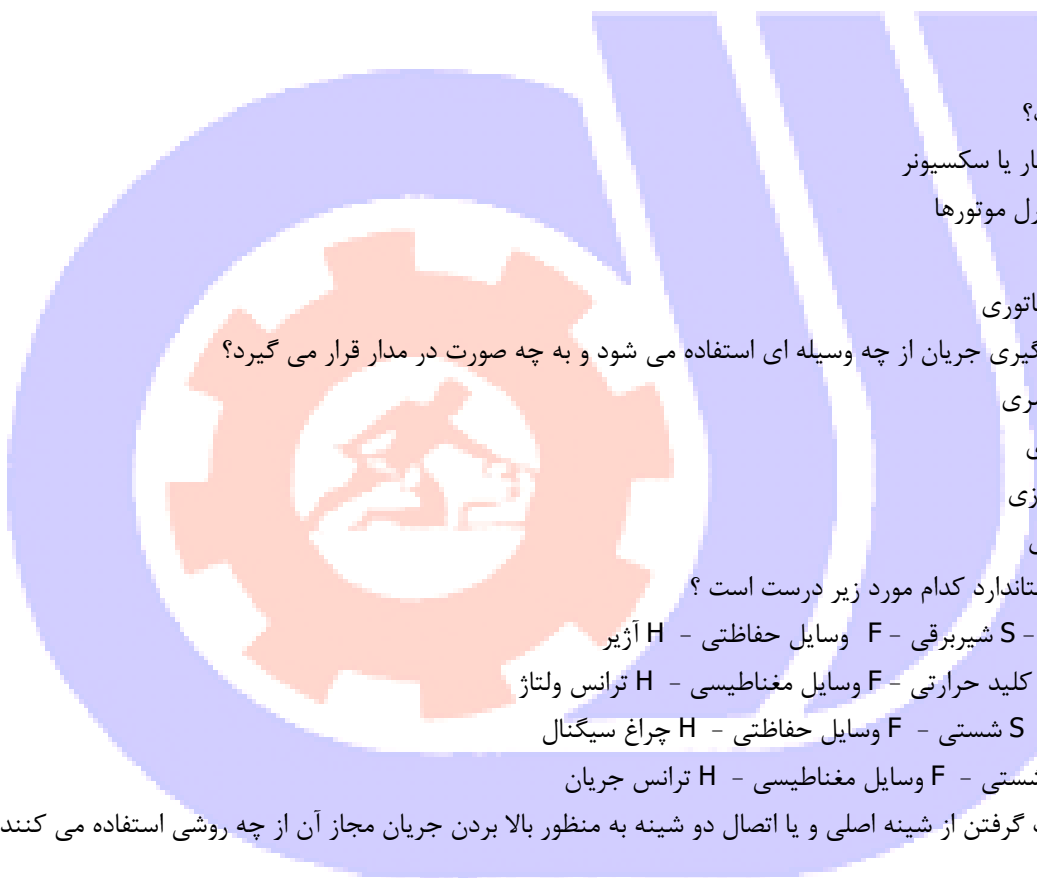 ؟
ار یا سکسیونر
رل موتورها
اتوری
گیری جریان از چه وسیله ای استفاده می شود و به چه صورت در مدار قرار می گیرد؟
سری
ی
ازی
تاندارد کدام مورد زیر درست است ؟
- S شیربرقی - F وسایل حفاظتی - H آژیر
کلید حرارتی - F وسایل مغناطیسی - H ترانس ولتاژ
S شستی - F وسایل حفاظتی - H چراغ سیگنال
شستی - F وسایل مغناطیسی - H ترانس جریان
گرفتن از شینه اصلی و یا اتصال دو شینه به منظور بالا بردن جریان مجاز آن از چه روشی استفاده می کنند